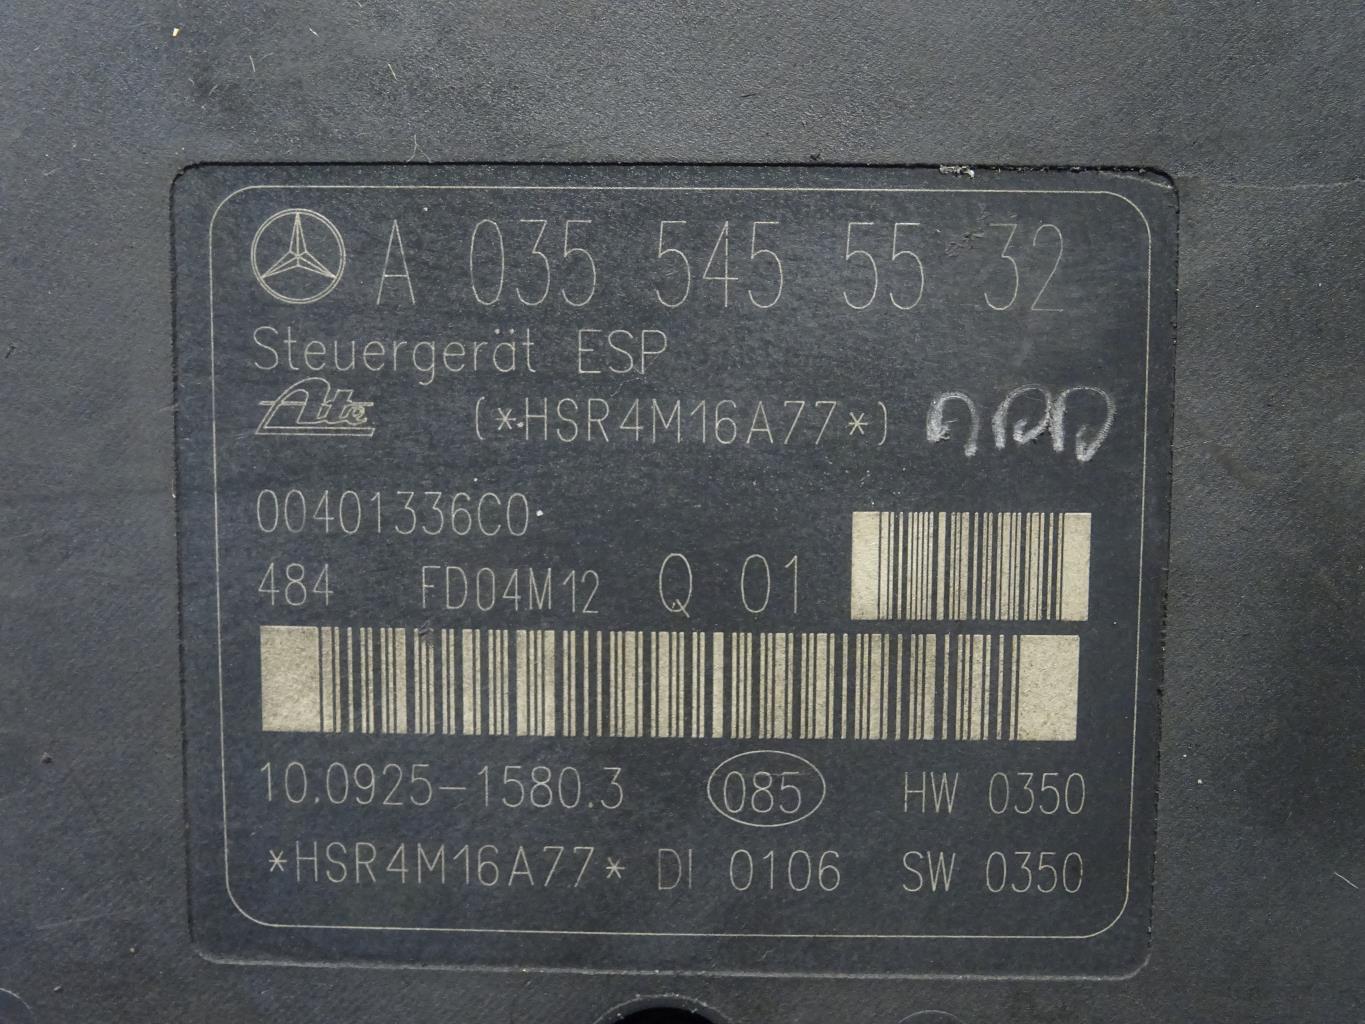 A 035 545 55 32
Steuergerät ESP
Ate (*HSR4M16A77*)
00401336C0
484 FD04M12 Q 01
10.0925-1580.3 085 HW 0350
*HSR4M16A77* DI 0106 SW 0350